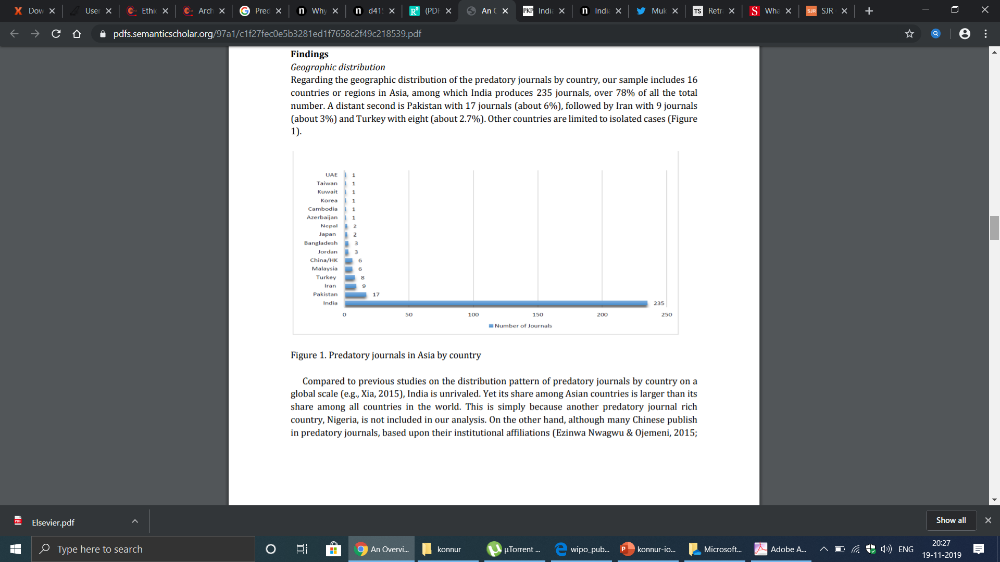 Dow
User
Ethic
Arch
Pred
Why
d41
(PDF
An O
India
India
Muk
Retr
Wha
SJR
pdfs.semanticscholar.org/97a1/c1f27fec0e5b3281ed1f7658c2f49c218539.pdf
Findings
Geographic distribution
Regarding the geographic distribution of the predatory journals by country, our sample includes 16
countries or regions in Asia, among which India produces 235 journals, over 78% of all the total
number. A distant second is Pakistan with 17 journals (about 6%), followed by Iran with 9 journals
(about 3%) and Turkey with eight (about 2.7%). Other countries are limited to isolated cases (Figure
1).
UAE 1
Taiwan 1
Kuwait 1
Korea 1
Cambodia 1
Azerbaijan 1
Nepal 2
Japan 2
Bangladesh 3
Jordan 3
China/HK 6
Malaysia 6
Turkey 8
Iran 9
Pakistan 17
India 235
0 50 100 150 200 250
Number of Journals
Figure 1. Predatory journals in Asia by country
Compared to previous studies on the distribution pattern of predatory journals by country on a
global scale (e.g., Xia, 2015), India is unrivaled. Yet its share among Asian countries is larger than its
share among all countries in the world. This is simply because another predatory journal rich
country, Nigeria, is not included in our analysis. On the other hand, although many Chinese publish
in predatory journals, based upon their institutional affiliations (Ezinwa Nwagwu & Ojemeni, 2015;
Elsevier.pdf
Show all
Type here to search
An Overvi...
konnur
µTorrent ...
wipo_pub...
konnur-io...
Microsoft...
Adobe A...
ENG
20:27
19-11-2019